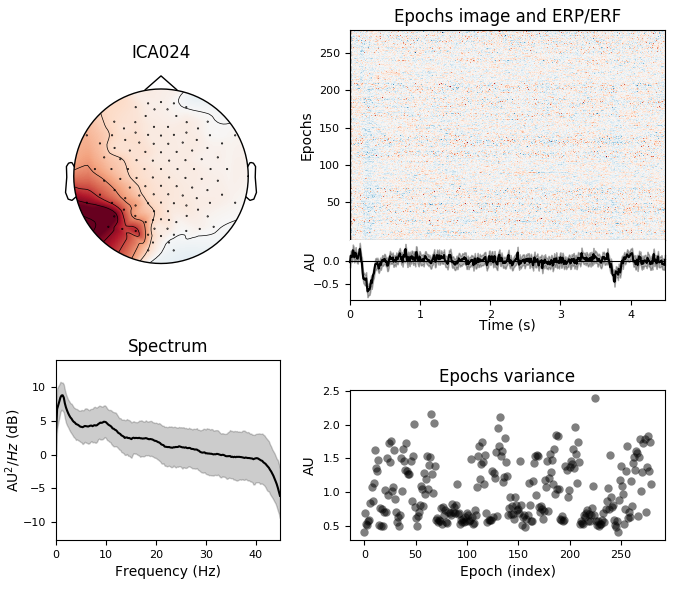 ICA024
Epochs image and ERP/ERF
Epochs
250
200
150
100
50
AU
0.0
−0.5
0 1 2 3 4
Time (s)
Spectrum
AU²/Hz (dB)
10
5
0
−5
−10
0 10 20 30 40
Frequency (Hz)
Epochs variance
AU
2.5
2.0
1.5
1.0
0.5
0 50 100 150 200 250
Epoch (index)